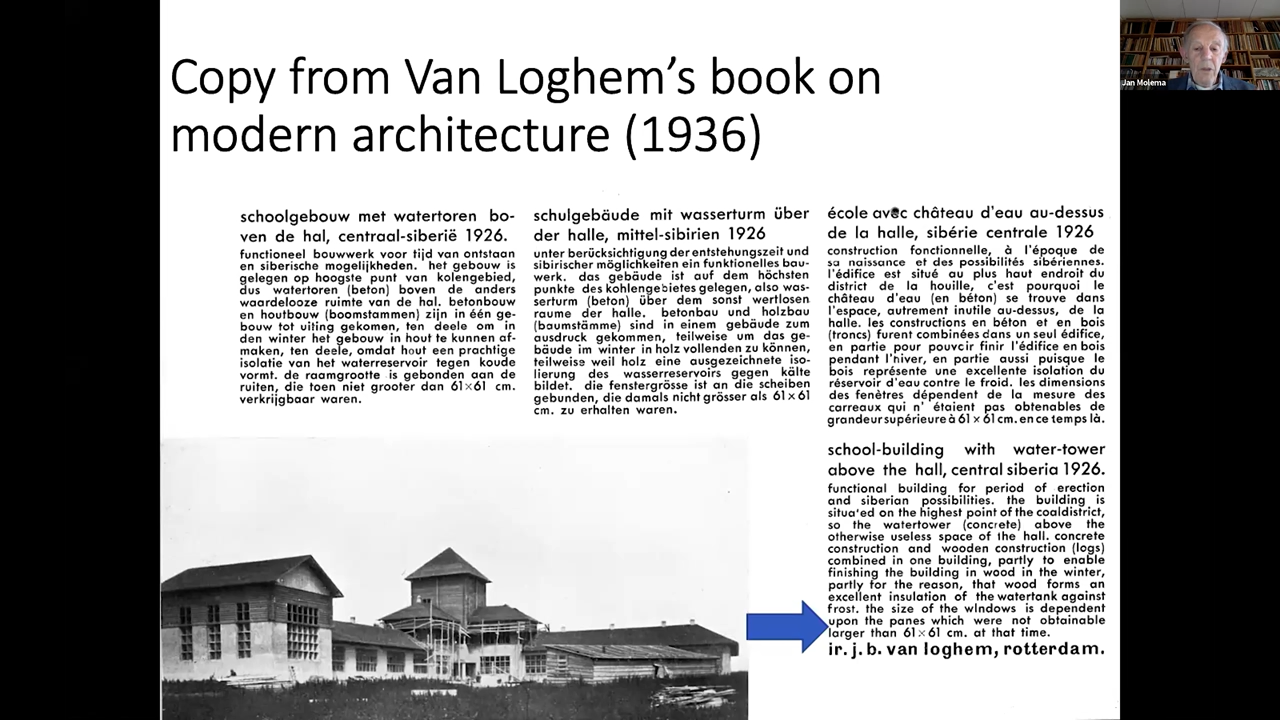 Copy from Van Loghem’s book on
modern architecture (1936)
Jan Molema
schoolgebouw met watertoren bo-
ven de hal, centraal-siberië 1926.
functioneel bouwwerk voor tijd van ontstaan
en siberische mogelijkheden. het gebouw is
gelegen op hoogste punt van kolengebied,
dus watertoren (beton) boven de anders
waardelooze ruimte van de hal. betonbouw
en houtbouw (boomstammen) zijn in één ge-
bouw tot uiting gekomen, ten deele om in
den winter het gebouw in hout te kunnen af-
maken, ten deele, omdat hout een prachtige
isolatie van het waterreservoir tegen koude
vormt. de raamgrootte is gebonden aan de
ruiten, die toen niet grooter dan 61×61 cm.
verkrijgbaar waren.
schulgebäude mit wasserturm über
der halle, mittel-sibirien 1926
unter berücksichtigung der entstehungszeit und
sibirischer möglichkeiten ein funktionelles bau-
werk. das gebäude ist auf dem höchsten
punkte des kohlengebietes gelegen, also was-
serturm (beton) über dem sonst wertlosen
raume der halle. betonbau und holzbau
(baumstämme) sind in einem gebäude zum
ausdruck gekommen, teilweise um das ge-
bäude im winter in holz vollenden zu können,
teilweise weil holz eine ausgezeichnete iso-
lierung des wasserreservoirs gegen kälte
bildet. die fenstergrösse ist an die scheiben
gebunden, die damals nicht grösser als 61×61
cm. zu erhalten waren.
école avec château d'eau au-dessus
de la halle, sibérie centrale 1926
construction fonctionnelle, à l'époque de
sa naissance et des possibilités sibériennes.
l'édifice est situé au plus haut endroit du
district de la houille, c'est pourquoi le
château d'eau (en béton) se trouve dans
l'espace, autrement inutile au-dessus, de la
halle. les constructions en béton et en bois
(troncs) furent combinées dans un seul édifice,
en partie pour pouvoir finir l'édifice en bois
pendant l'hiver, en partie aussi puisque le
bois représente une excellente isolation du
réservoir d'eau contre le froid. les dimensions
des fenêtres dépendent de la mesure des
carreaux qui n' étaient pas obtenables de
grandeur supérieure à 61 × 61 cm. en ce temps là.
school-building with water-tower
above the hall, central siberia 1926.
functional building for period of erection
and siberian possibilities. the building is
situated on the highest point of the coaldistrict,
so the watertower (concrete) above the
otherwise useless space of the hall. concrete
construction and wooden construction (logs)
combined in one building, partly to enable
finishing the building in wood in the winter,
partly for the reason, that wood forms an
excellent insulation of the watertank against
frost. the size of the windows is dependent
upon the panes which were not obtainable
larger than 61×61 cm. at that time.
ir. j. b. van loghem, rotterdam.